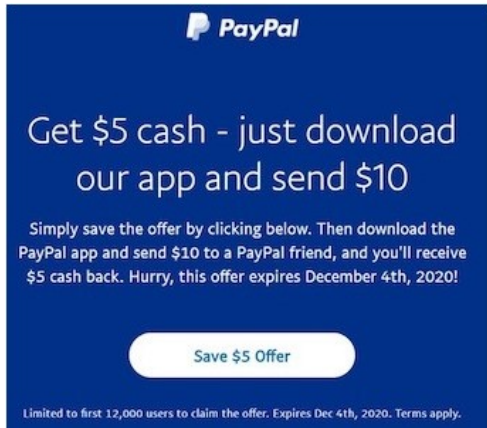 PayPal
Get $5 cash - just download
our app and send $10
Simply save the offer by clicking below. Then download the
PayPal app and send $10 to a PayPal friend, and you'll receive
$5 cash back. Hurry, this offer expires December 4th, 2020!
Save $5 Offer
Limited to first 12,000 users to claim the offer. Expires Dec 4th, 2020. Terms apply.